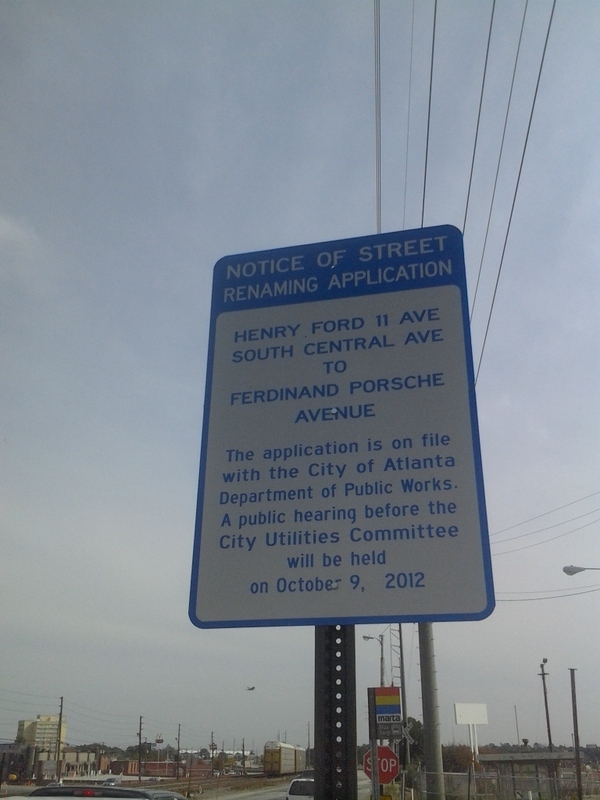 NOTICE OF STREET
RENAMING APPLICATION
HENRY FORD 11 AVE
SOUTH CENTRAL AVE
TO
FERDINAND PORSCHE
AVENUE
The application is on file
with the City of Atlanta
Department of Public Works.
A public hearing before the
City Utilities Committee
will be held
on October 9, 2012
marta
STOP